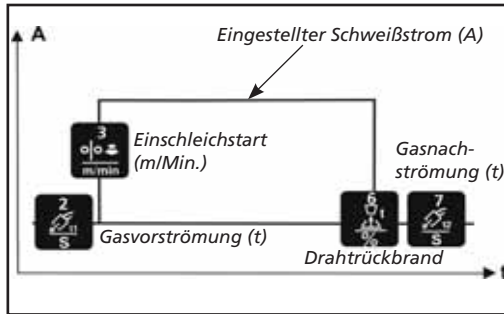 A
Eingestellter Schweißstrom (A)
3
m/min
Einschleichstart
(m/Min.)
Gasnach-
strömung (t)
2
S
Gasvorströmung (t)
6
t
%
7
S
Drahtrückbrand
t